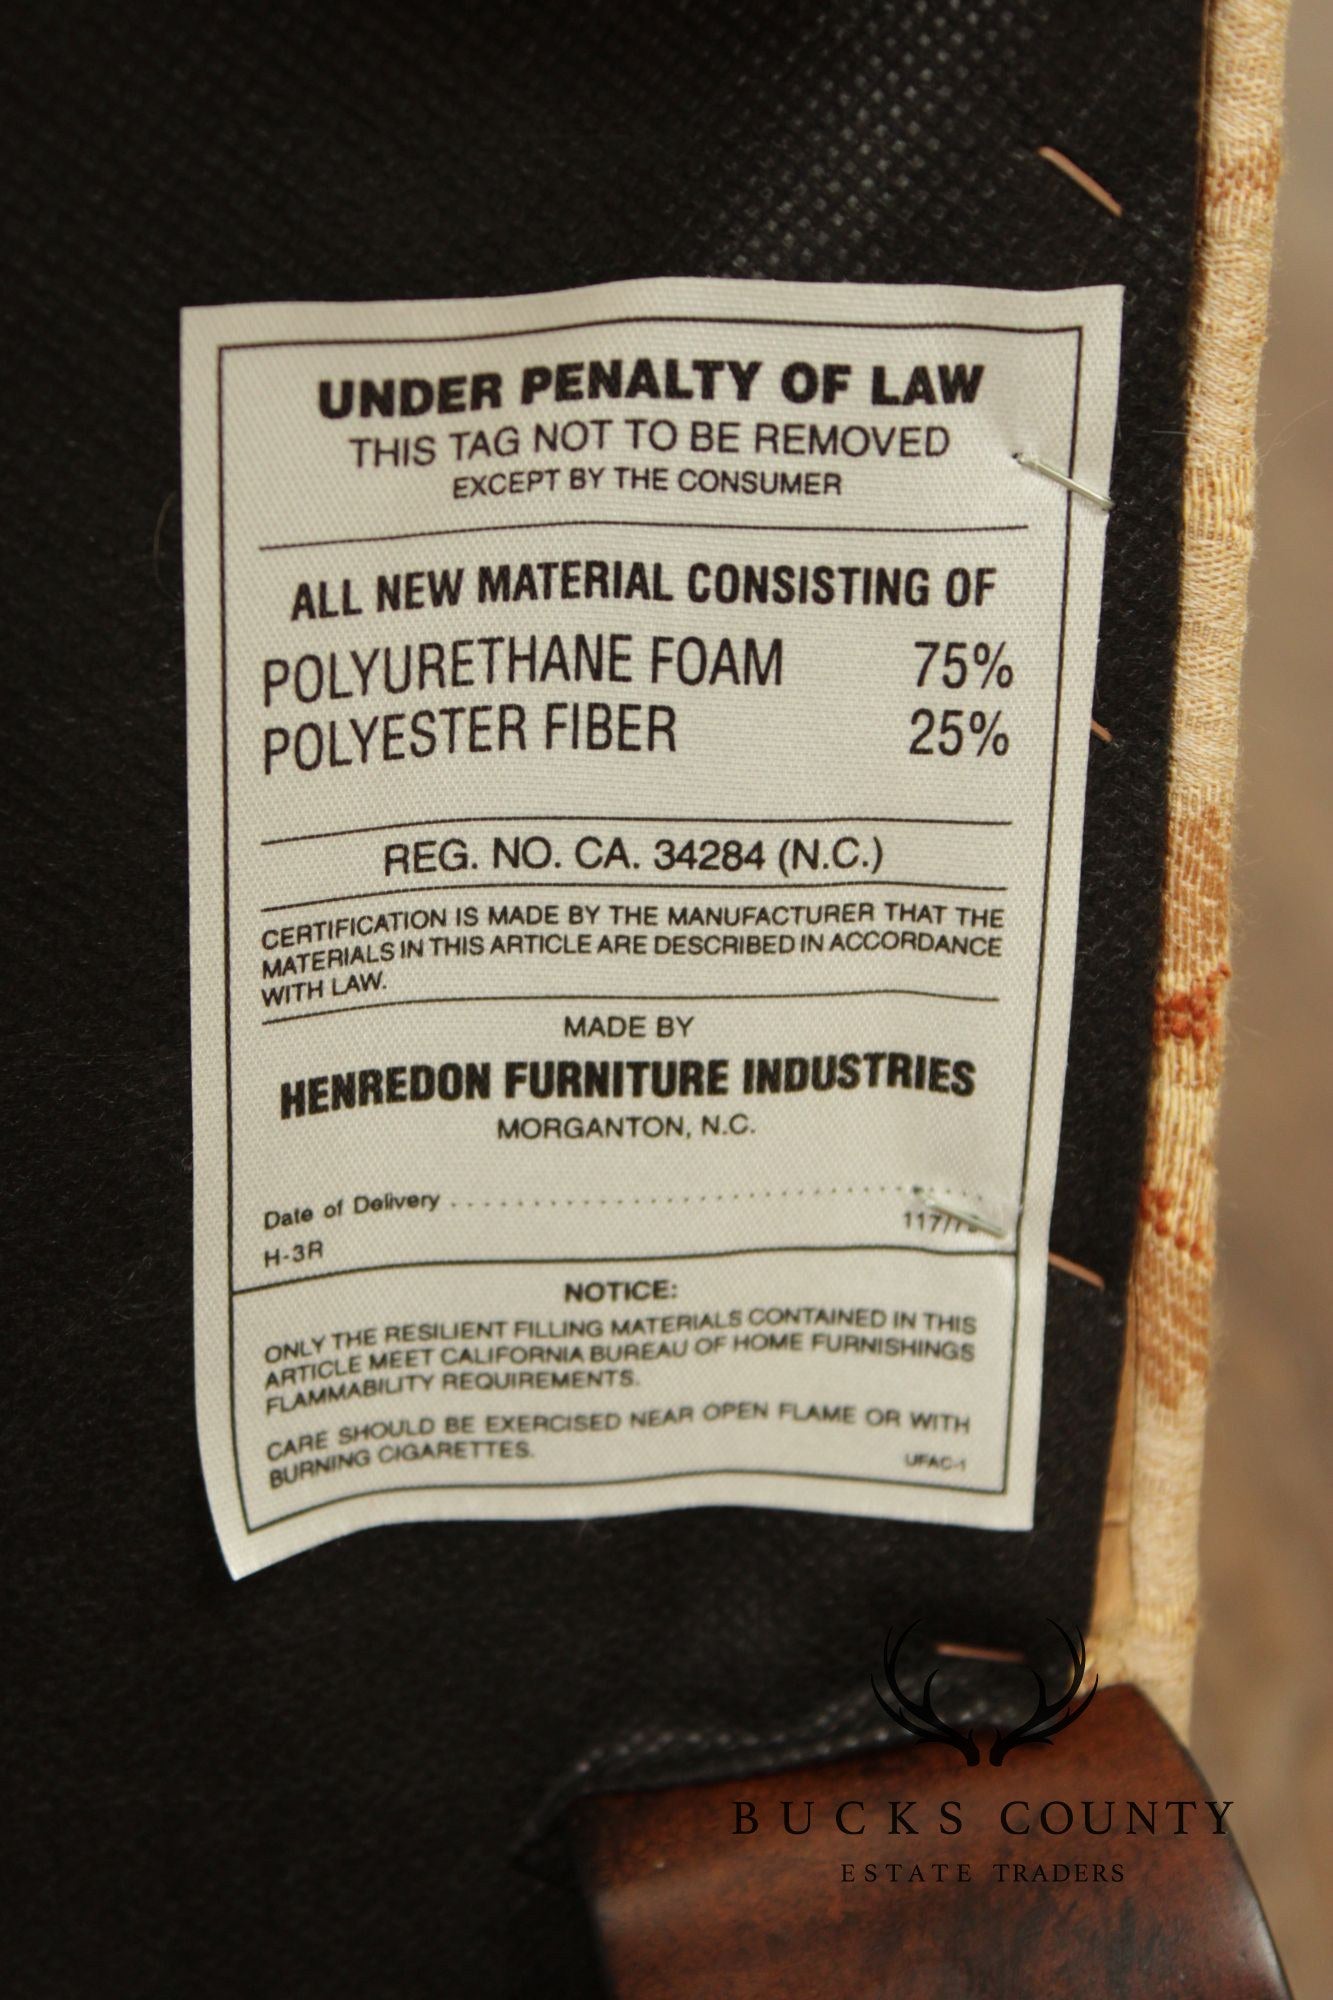 UNDER PENALTY OF LAW
THIS TAG NOT TO BE REMOVED
EXCEPT BY THE CONSUMER
ALL NEW MATERIAL CONSISTING OF
POLYURETHANE FOAM 75%
POLYESTER FIBER 25%
REG. NO. CA. 34284 (N.C.)
CERTIFICATION IS MADE BY THE MANUFACTURER THAT THE
MATERIALS IN THIS ARTICLE ARE DESCRIBED IN ACCORDANCE
WITH LAW.
MADE BY
HENREDON FURNITURE INDUSTRIES
MORGANTON, N.C.
Date of Delivery
H-3R
NOTICE:
ONLY THE RESILIENT FILLING MATERIALS CONTAINED IN THIS
ARTICLE MEET CALIFORNIA BUREAU OF HOME FURNISHINGS
FLAMMABILITY REQUIREMENTS.
CARE SHOULD BE EXERCISED NEAR OPEN FLAME OR WITH
BURNING CIGARETTES.
UFAC-1
BUCKS COUNTY
ESTATE TRADERS